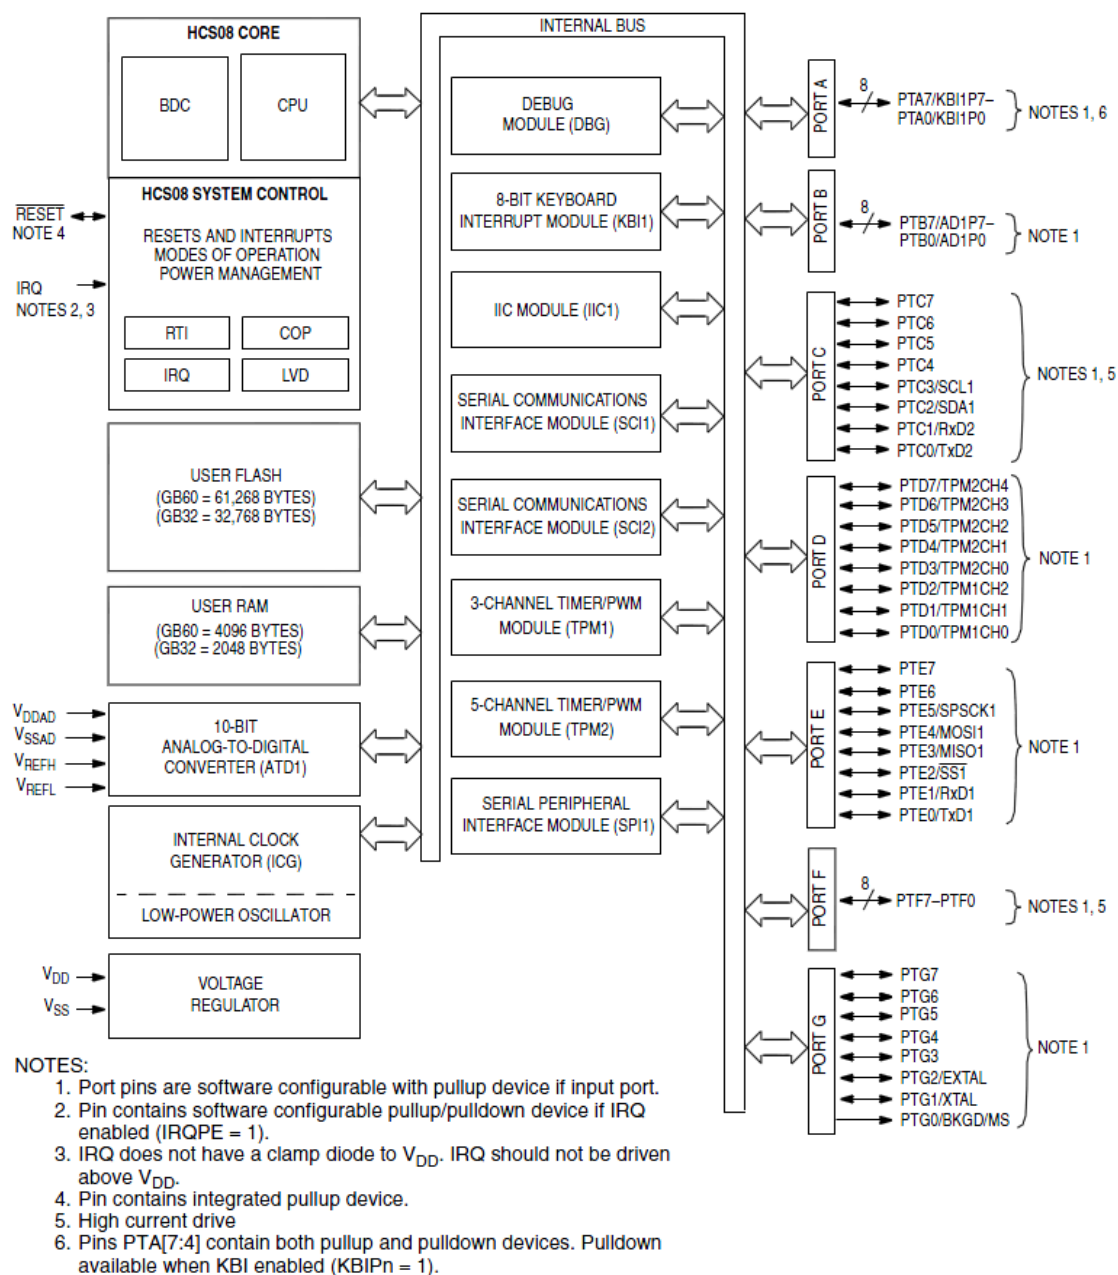 HCS08 CORE
BDC
CPU
HCS08 SYSTEM CONTROL
RESETS AND INTERRUPTS
MODES OF OPERATION
POWER MANAGEMENT
RTI
COP
IRQ
LVD
RESET
NOTE 4
IRQ
NOTES 2, 3
USER FLASH
(GB60 = 61,268 BYTES)
(GB32 = 32,768 BYTES)
USER RAM
(GB60 = 4096 BYTES)
(GB32 = 2048 BYTES)
VDDAD
VSSAD
VREFH
VREFL
10-BIT
ANALOG-TO-DIGITAL
CONVERTER (ATD1)
INTERNAL CLOCK
GENERATOR (ICG)
LOW-POWER OSCILLATOR
VDD
VSS
VOLTAGE
REGULATOR
INTERNAL BUS
DEBUG
MODULE (DBG)
8-BIT KEYBOARD
INTERRUPT MODULE (KBI1)
IIC MODULE (IIC1)
SERIAL COMMUNICATIONS
INTERFACE MODULE (SCI1)
SERIAL COMMUNICATIONS
INTERFACE MODULE (SCI2)
3-CHANNEL TIMER/PWM
MODULE (TPM1)
5-CHANNEL TIMER/PWM
MODULE (TPM2)
SERIAL PERIPHERAL
INTERFACE MODULE (SPI1)
PORT A
8
PTA7/KBI1P7–
PTA0/KBI1P0
NOTES 1, 6
PORT B
8
PTB7/AD1P7–
PTB0/AD1P0
NOTE 1
PORT C
PTC7
PTC6
PTC5
PTC4
PTC3/SCL1
PTC2/SDA1
PTC1/RxD2
PTC0/TxD2
NOTES 1, 5
PORT D
PTD7/TPM2CH4
PTD6/TPM2CH3
PTD5/TPM2CH2
PTD4/TPM2CH1
PTD3/TPM2CH0
PTD2/TPM1CH2
PTD1/TPM1CH1
PTD0/TPM1CH0
NOTE 1
PORT E
PTE7
PTE6
PTE5/SPSCK1
PTE4/MOSI1
PTE3/MISO1
PTE2/SS1
PTE1/RxD1
PTE0/TxD1
NOTE 1
PORT F
8
PTF7–PTF0
NOTES 1, 5
PORT G
PTG7
PTG6
PTG5
PTG4
PTG3
PTG2/EXTAL
PTG1/XTAL
PTG0/BKGD/MS
NOTE 1
NOTES:
1. Port pins are software configurable with pullup device if input port.
2. Pin contains software configurable pullup/pulldown device if IRQ
enabled (IRQPE = 1).
3. IRQ does not have a clamp diode to VDD. IRQ should not be driven
above VDD.
4. Pin contains integrated pullup device.
5. High current drive
6. Pins PTA[7:4] contain both pullup and pulldown devices. Pulldown
available when KBI enabled (KBIPn = 1).